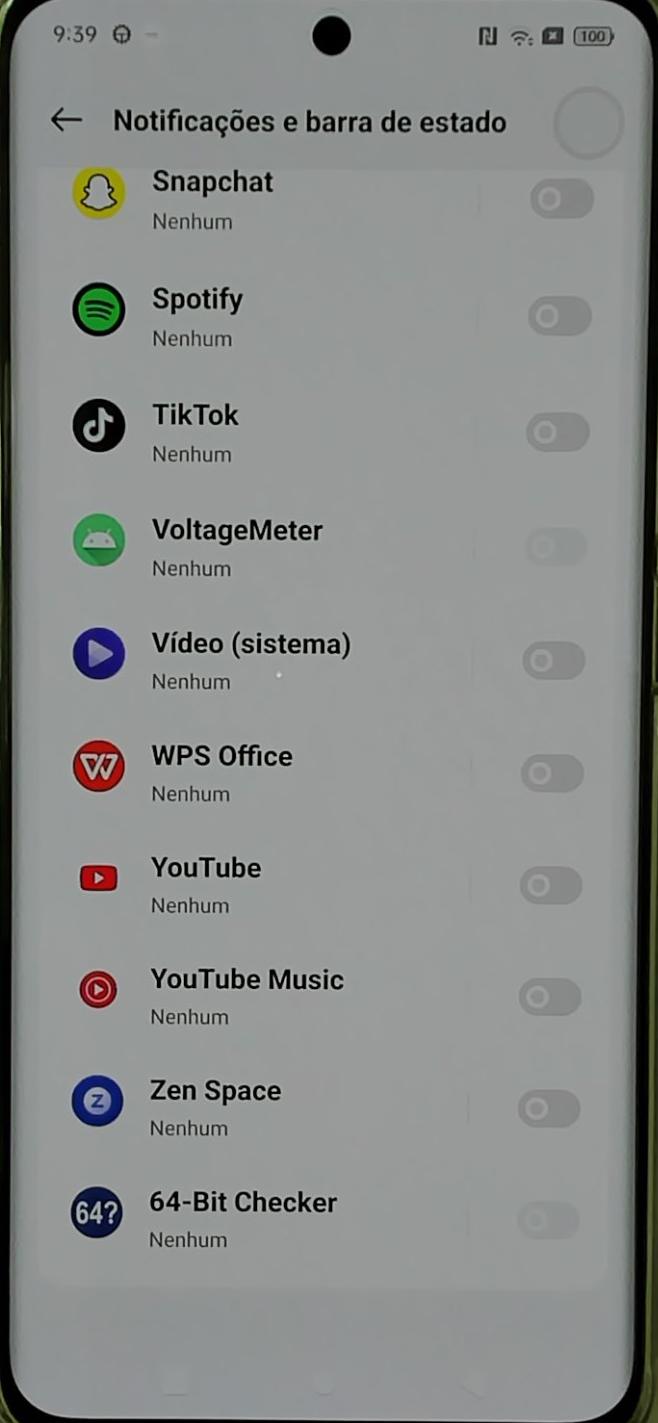 9:39
100
Notificações e barra de estado
Snapchat
Nenhum
Spotify
Nenhum
TikTok
Nenhum
VoltageMeter
Nenhum
Vídeo (sistema)
Nenhum
WPS Office
Nenhum
YouTube
Nenhum
YouTube Music
Nenhum
Z
Zen Space
Nenhum
64?
64-Bit Checker
Nenhum